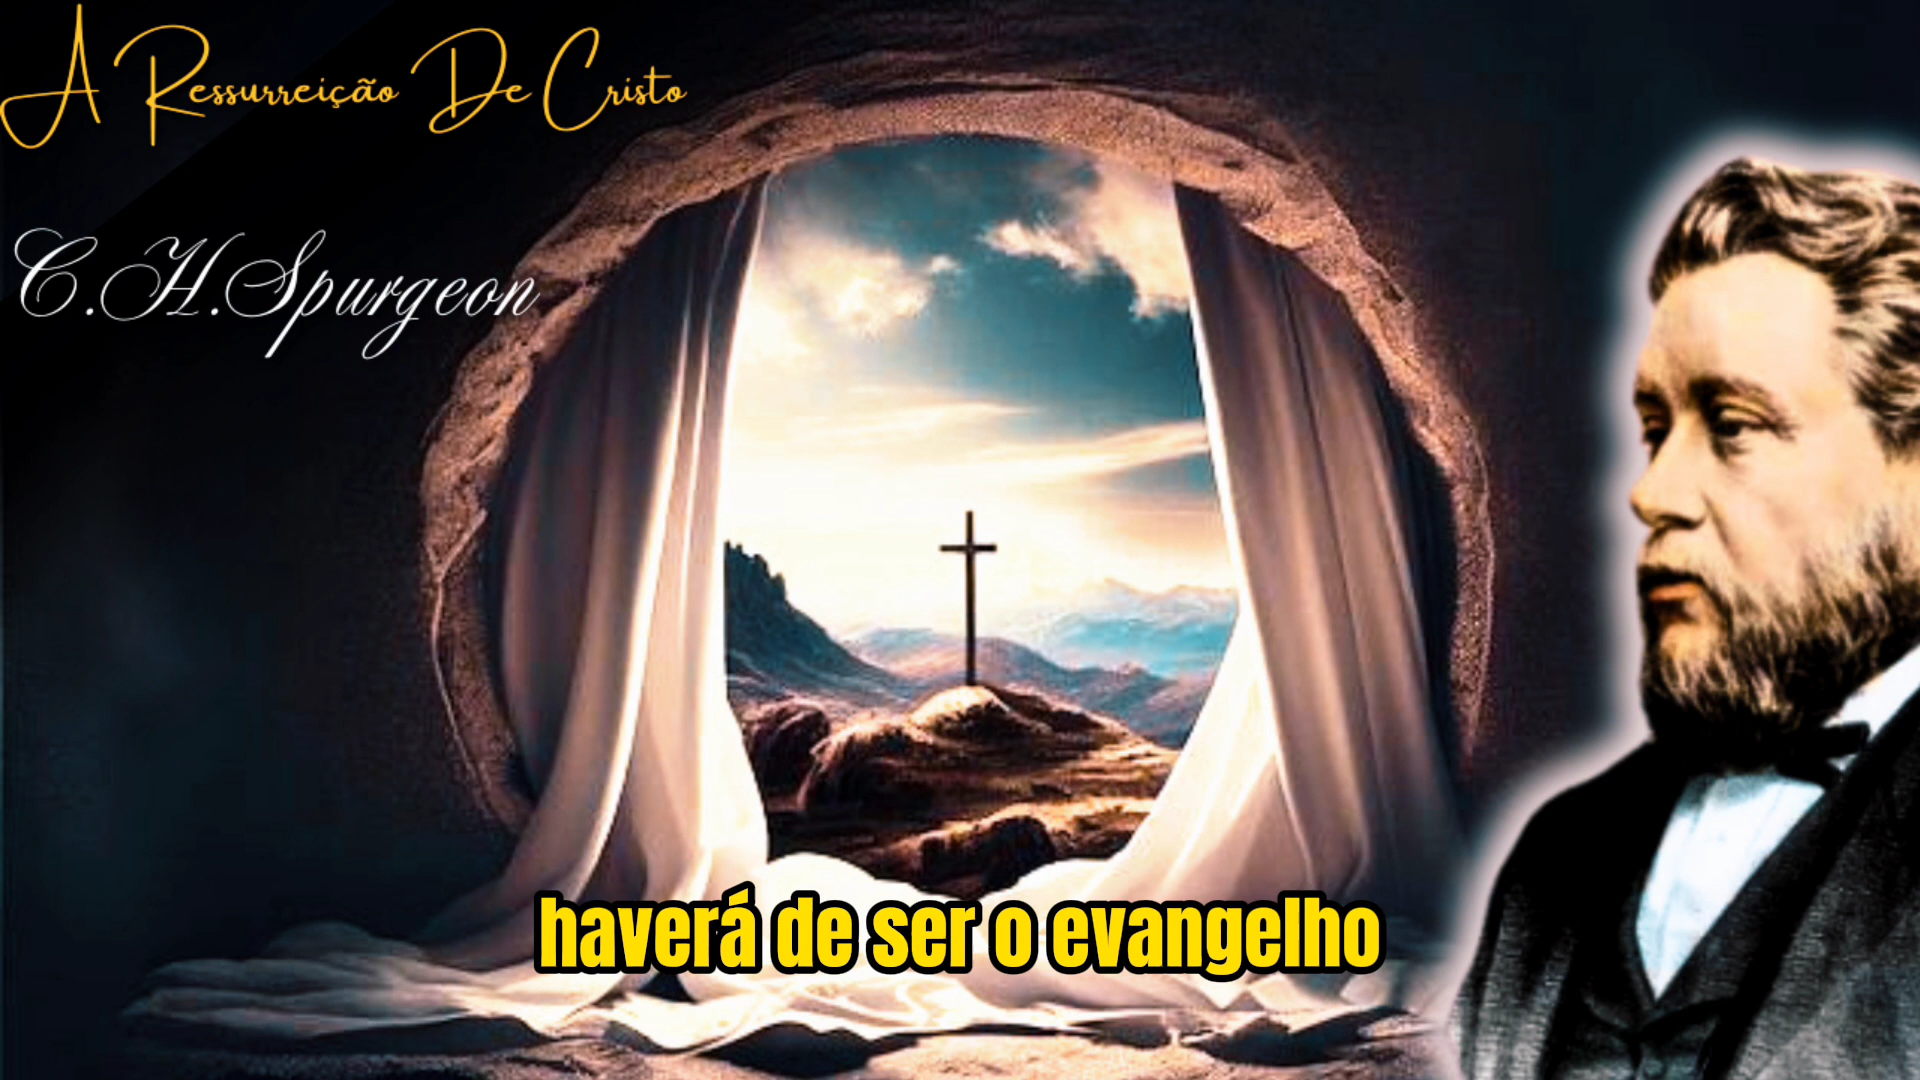 A Ressurreição De Cristo
C.H.Spurgeon
haverá de ser o evangelho